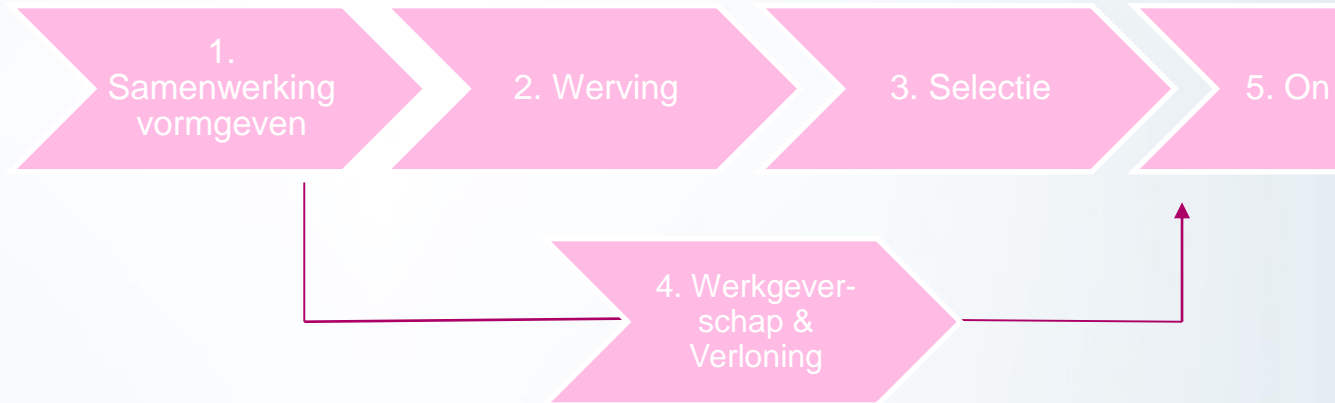 1.
Samenwerking
vormgeven
2. Werving
3. Selectie
5. On
4. Werkgever-
schap &
Verloning